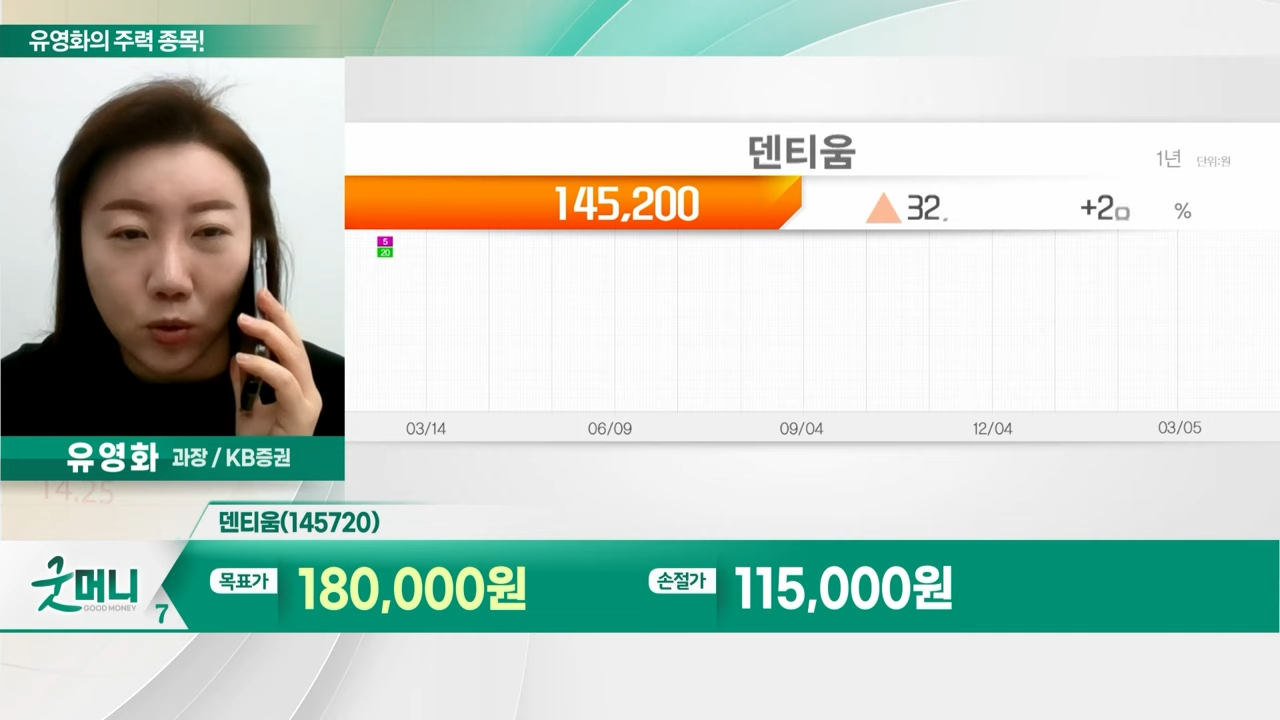 유영화의 주력 종목!
덴티움
1년 단위:원
145,200
▲32
+2
%
5
20
03/14 06/09 09/04 12/04 03/05
유영화 과장 / KB증권
14.25
덴티움(145720)
굿머니
GOOD MONEY
7
목표가 180,000원 손절가 115,000원